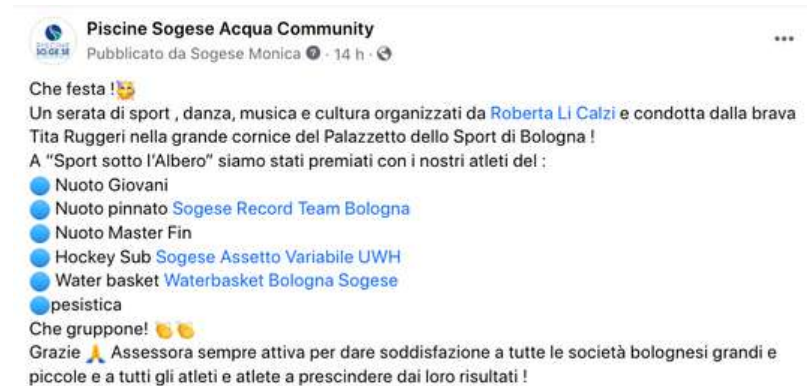 Piscine Sogese Acqua Community
Pubblicato da Sogese Monica · 14 h ·
PISCINE
SO.GE.SE
Che festa !🥳
Un serata di sport , danza, musica e cultura organizzati da Roberta Li Calzi e condotta dalla brava
Tita Ruggeri nella grande cornice del Palazzetto dello Sport di Bologna !
A “Sport sotto l’Albero” siamo stati premiati con i nostri atleti del :
🔵 Nuoto Giovani
🔵 Nuoto pinnato Sogese Record Team Bologna
🔵 Nuoto Master Fin
🔵 Hockey Sub Sogese Assetto Variabile UWH
🔵 Water basket Waterbasket Bologna Sogese
🔵pesistica
Che gruppone! 👏 👏
Grazie 🙏 Assessora sempre attiva per dare soddisfazione a tutte le società bolognesi grandi e
piccole e a tutti gli atleti e atlete a prescindere dai loro risultati !